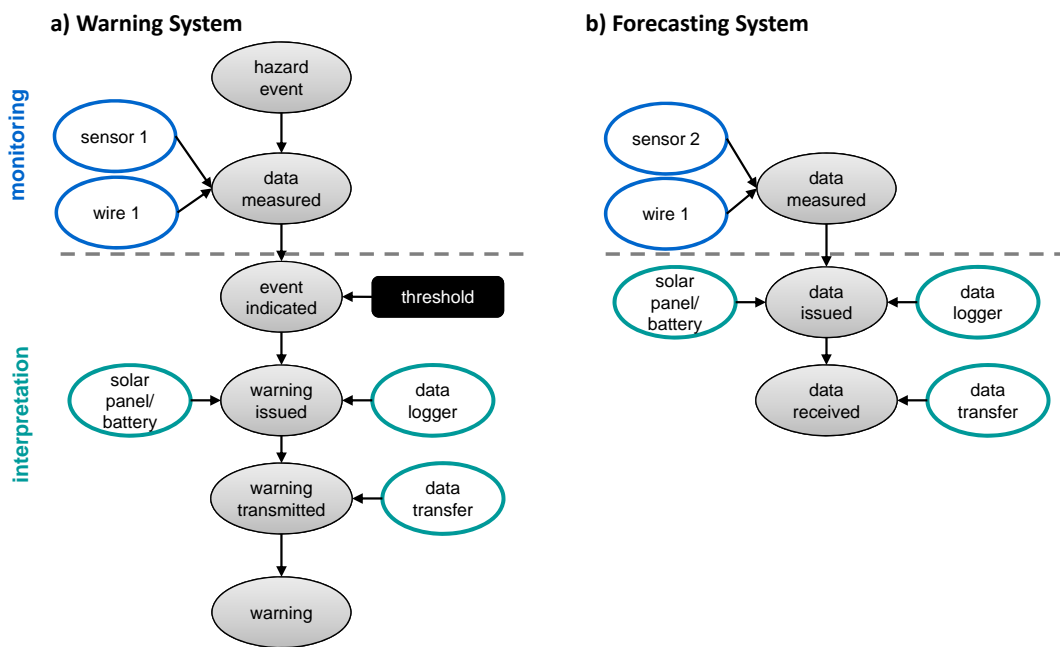 a) Warning System
b) Forecasting System
monitoring
interpretation
hazard
event
sensor 1
wire 1
data
measured
event
indicated
threshold
solar
panel/
battery
warning
issued
data
logger
warning
transmitted
data
transfer
warning
sensor 2
wire 1
data
measured
solar
panel/
battery
data
issued
data
logger
data
received
data
transfer